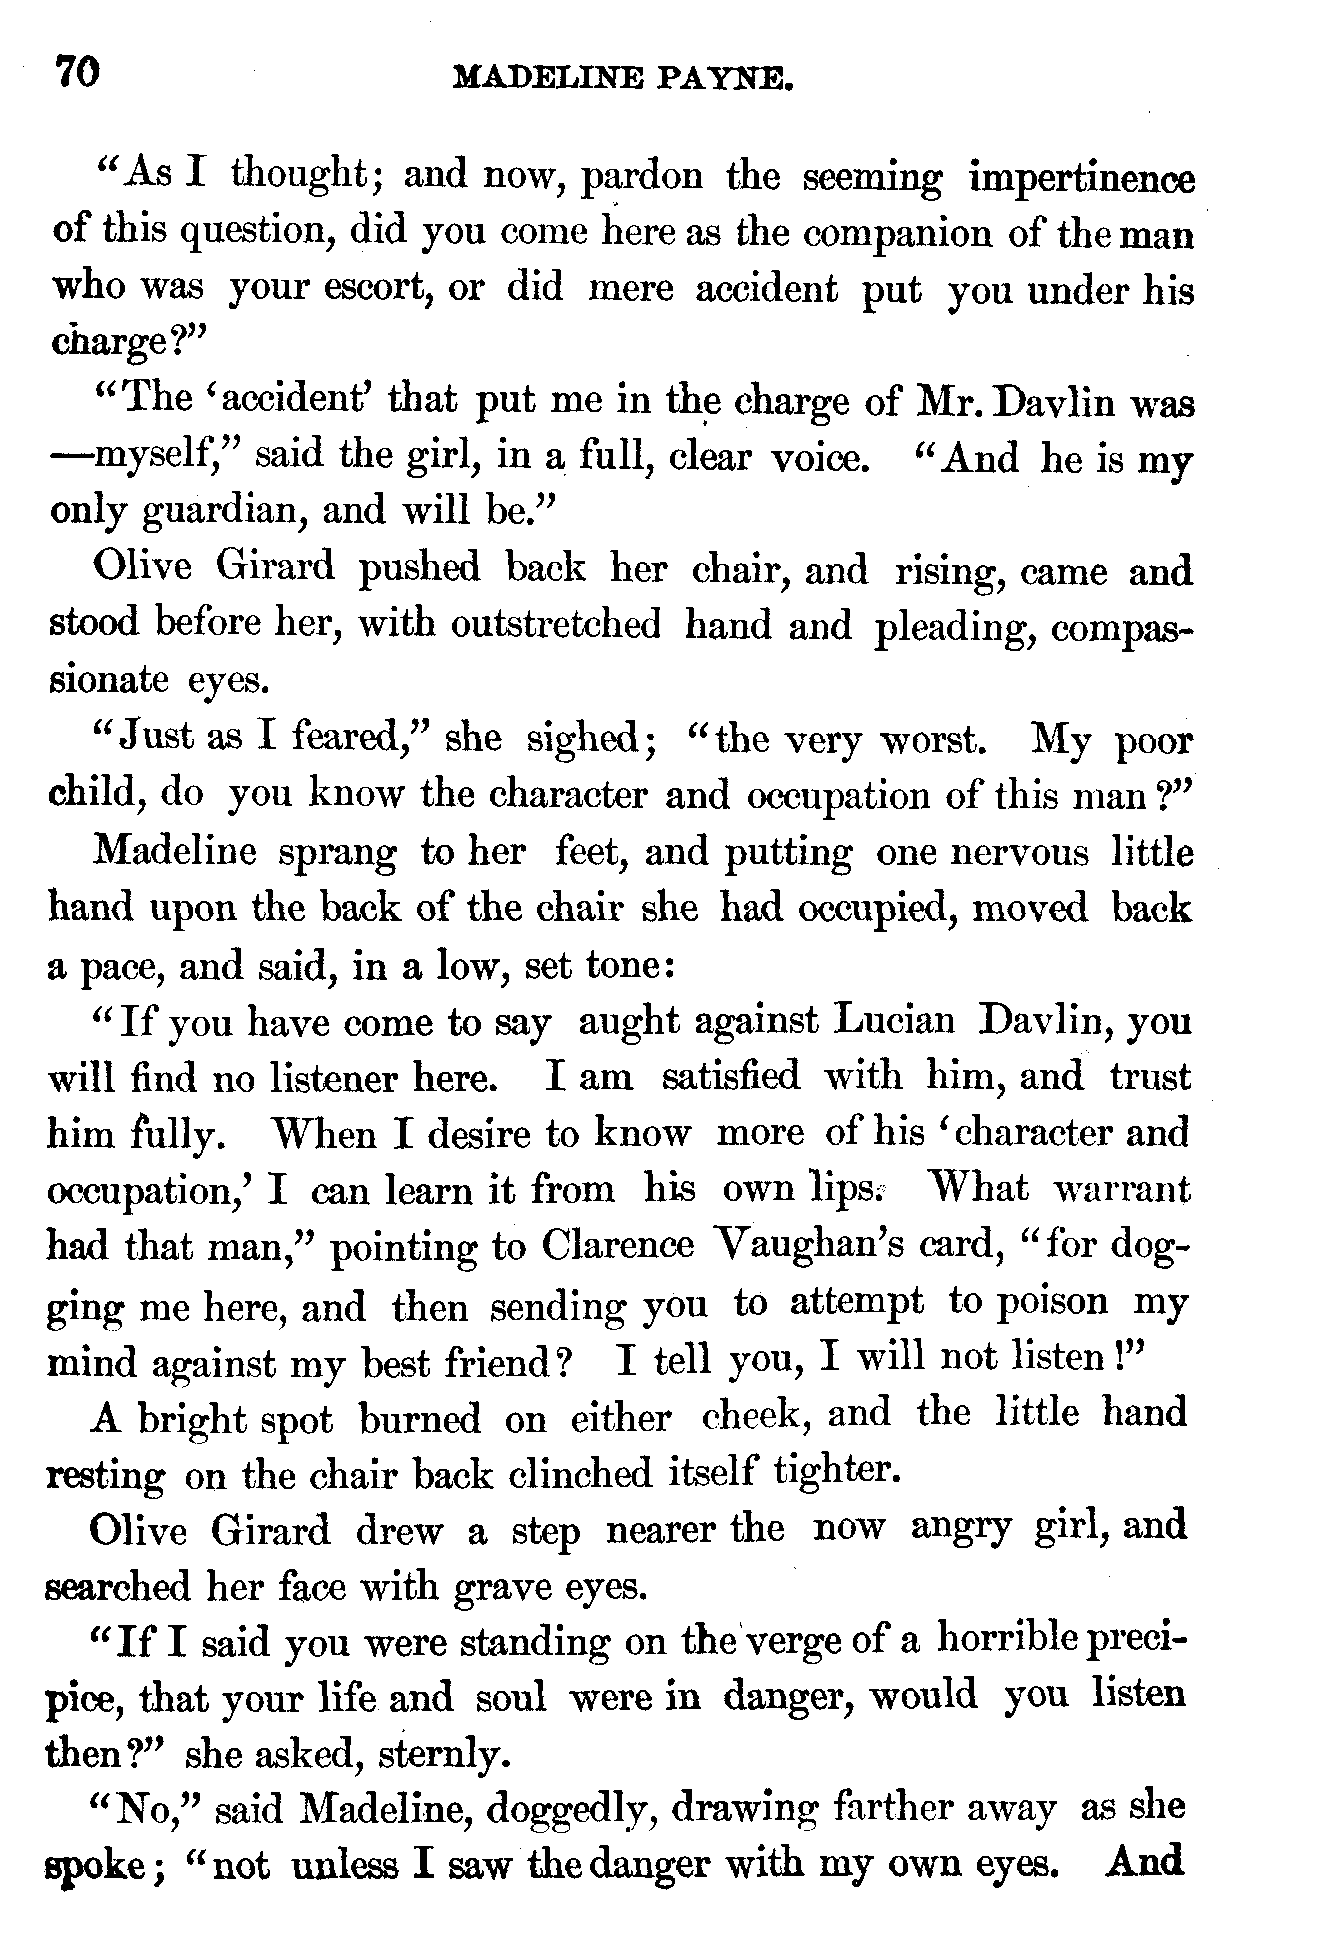 70 MADELINE PAYNE.
“As I thought; and now, pardon the seeming impertinence
of this question, did you come here as the companion of the man
who was your escort, or did mere accident put you under his
charge?”
“The ‘accident’ that put me in the charge of Mr. Davlin was
—myself,” said the girl, in a full, clear voice. “And he is my
only guardian, and will be.”
Olive Girard pushed back her chair, and rising, came and
stood before her, with outstretched hand and pleading, compas-
sionate eyes.
“Just as I feared,” she sighed; “the very worst. My poor
child, do you know the character and occupation of this man?”
Madeline sprang to her feet, and putting one nervous little
hand upon the back of the chair she had occupied, moved back
a pace, and said, in a low, set tone:
“If you have come to say aught against Lucian Davlin, you
will find no listener here. I am satisfied with him, and trust
him fully. When I desire to know more of his ‘character and
occupation,’ I can learn it from his own lips. What warrant
had that man,” pointing to Clarence Vaughan’s card, “for dog-
ging me here, and then sending you to attempt to poison my
mind against my best friend? I tell you, I will not listen!”
A bright spot burned on either cheek, and the little hand
resting on the chair back clinched itself tighter.
Olive Girard drew a step nearer the now angry girl, and
searched her face with grave eyes.
“If I said you were standing on the verge of a horrible preci-
pice, that your life and soul were in danger, would you listen
then?” she asked, sternly.
“No,” said Madeline, doggedly, drawing farther away as she
spoke; “not unless I saw the danger with my own eyes. And